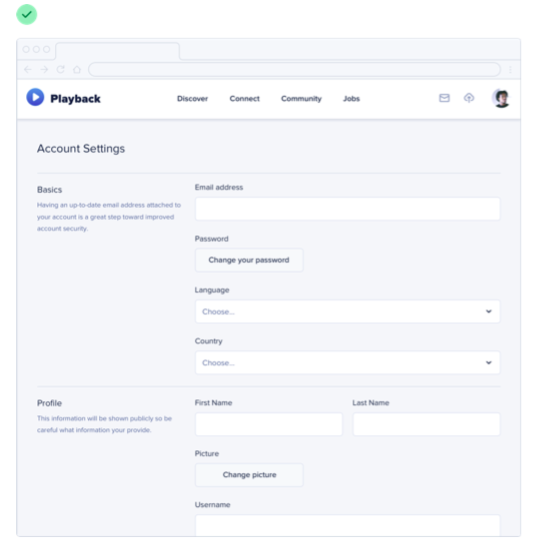 Playback
Discover
Connect
Community
Jobs
Account Settings
Basics
Having an up-to-date email address attached to
your account is a great step toward improved
account security.
Email address
Password
Change your password
Language
Choose...
Country
Choose...
Profile
This information will be shown publicly so be
careful what information your provide.
First Name
Last Name
Picture
Change picture
Username